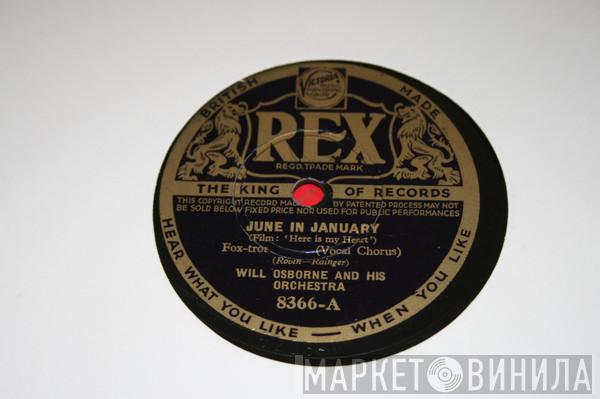 VICTORIA
BRITISH MADE
REX
REGD. TRADE MARK
THE KING OF RECORDS
THIS COPYRIGHT RECORD MADE BY PATENTED PROCESS MAY NOT
BE SOLD BELOW FIXED PRICE NOR USED FOR PUBLIC PERFORMANCES
JUNE IN JANUARY
(Film: 'Here is my Heart')
Fox-trot (Vocal Chorus)
(Robin—Rainger)
WILL OSBORNE AND HIS
ORCHESTRA
8366-A
HEAR WHAT YOU LIKE — WHEN YOU LIKE
МАРКЕТ ВИНИЛА